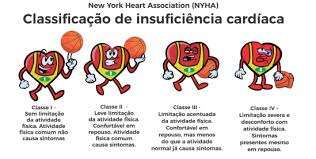 New York Heart Association (NYHA)
Classificação de insuficiência cardíaca
Classe I -
Sem limitação
da atividade
física. Atividade
física comum não
causa sintomas
Classe II -
Leve limitação
da atividade
física.
Confortável em
repouso. Atividade
física comum
causa sintomas.
Classe III -
Limitação acentuada
da atividade física.
Confortável em
repouso, mas menos
do que a atividade
normal já causa sintomas.
Classe IV -
Limitação severa e
desconforto com
atividade física.
Sintomas
presentes mesmo
em repouso.